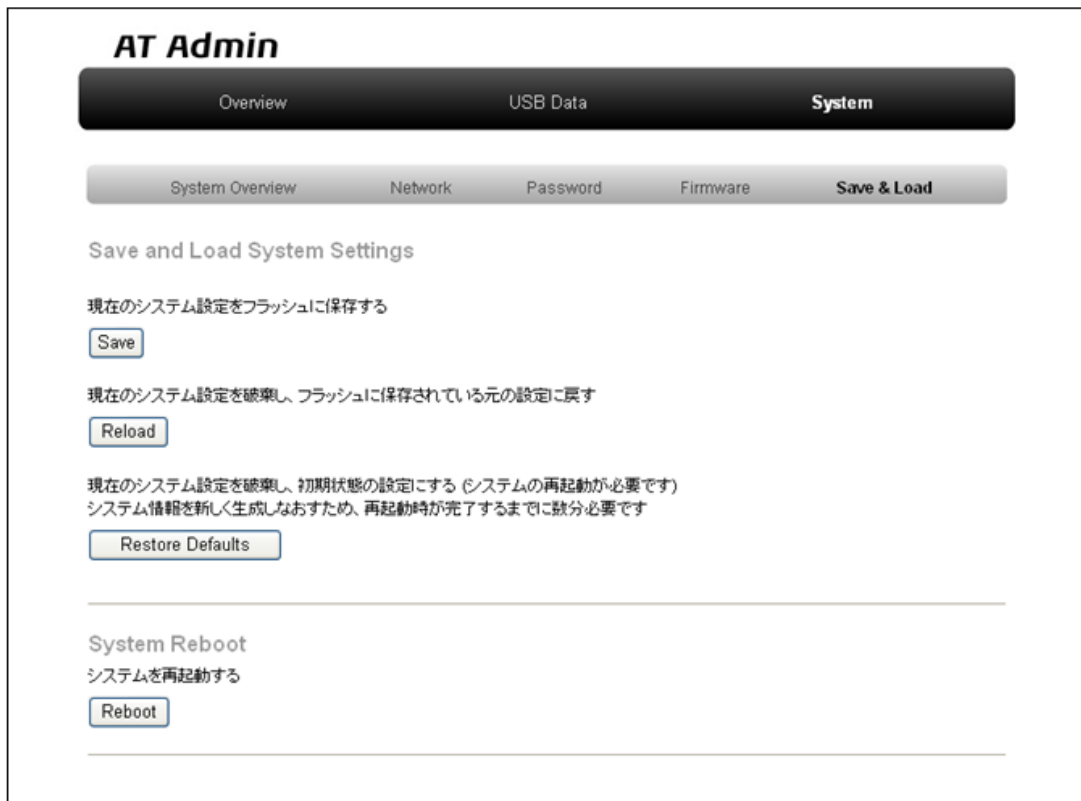 AT Admin
Overview USB Data System
System Overview Network Password Firmware Save & Load
Save and Load System Settings
現在のシステム設定をフラッシュに保存する
Save
現在のシステム設定を破棄し、フラッシュに保存されている元の設定に戻す
Reload
現在のシステム設定を破棄し、初期状態の設定にする (システムの再起動が必要です)
システム情報を新しく生成しなおすため、再起動時が完了するまでに数分必要です
Restore Defaults
System Reboot
システムを再起動する
Reboot